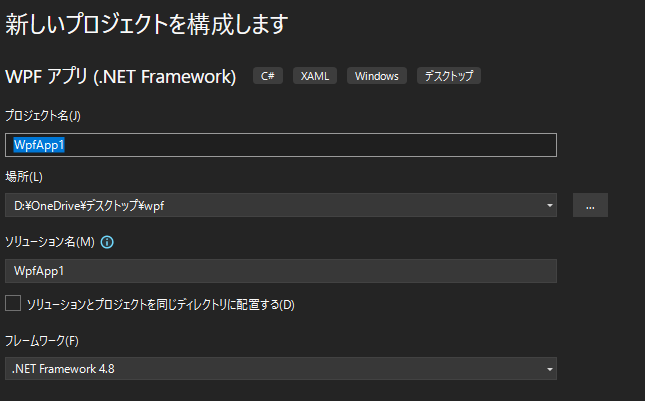 新しいプロジェクトを構成します
WPF アプリ (.NET Framework) C# XAML Windows デスクトップ
プロジェクト名(J)
WpfApp1
場所(L)
D:¥OneDrive¥デスクトップ¥wpf ...
ソリューション名(M)
WpfApp1
ソリューションとプロジェクトを同じディレクトリに配置する(D)
フレームワーク(F)
.NET Framework 4.8